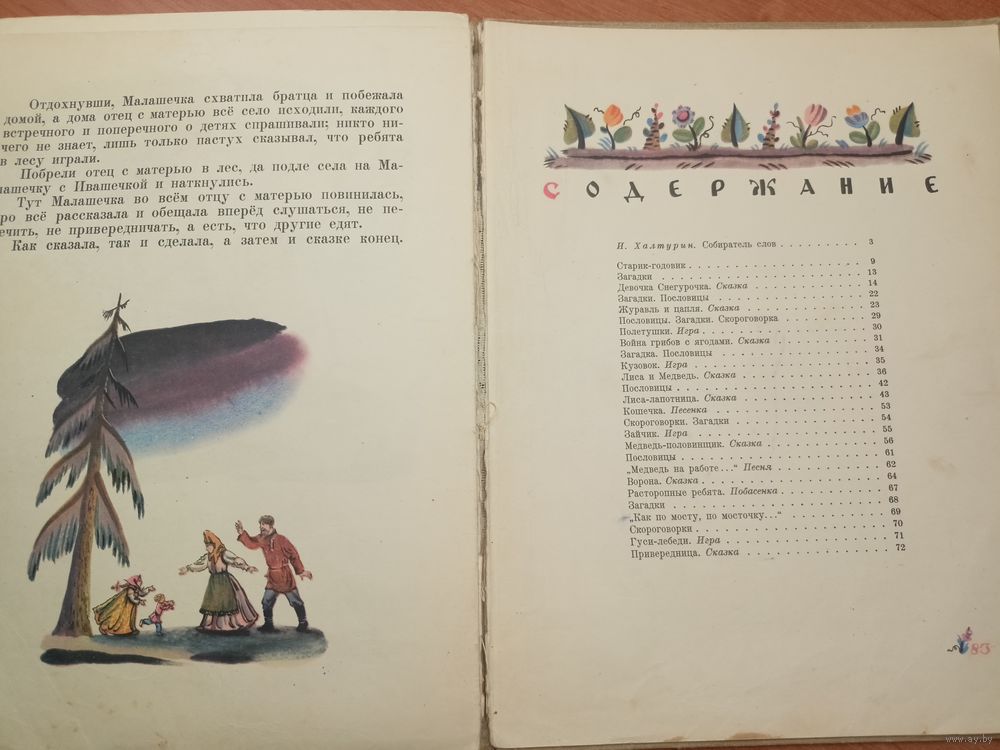 Отдохнувши, Малашечка схватила братца и побежала
домой, а дома отец с матерью всё село исходили, каждого
встречного и поперечного о детях спрашивали; никто ни-
чего не знает, лишь только пастух сказывал, что ребята
в лесу играли.
Побрели отец с матерью в лес, да подле села на Ма-
лашечку с Ивашечкой и наткнулись.
Тут Малашечка во всём отцу с матерью повинилась,
ро всё рассказала и обещала вперёд слушаться, не пе-
ечить, не привередничать, а есть, что другие едят.
Как сказала, так и сделала, а затем и сказке конец.
СОДЕРЖАНИЕ
И. Халтурин. Собиратель слов . . . . . . . . . 3
Старик-годовик . . . . . . . . . . . . . . . . . . . 9
Загадки . . . . . . . . . . . . . . . . . . . . . . . 13
Девочка Снегурочка. Сказка . . . . . . . . . . . . 14
Загадки. Пословицы . . . . . . . . . . . . . . . . . 22
Журавль и цапля. Сказка . . . . . . . . . . . . . 23
Пословицы. Загадки. Скороговорка . . . . . . . . . 29
Полетушки. Игра . . . . . . . . . . . . . . . . . . 30
Война грибов с ягодами. Сказка . . . . . . . . . . 31
Загадка. Пословицы . . . . . . . . . . . . . . . . . 34
Кузовок. Игра . . . . . . . . . . . . . . . . . . . 35
Лиса и Медведь. Сказка . . . . . . . . . . . . . . 36
Пословицы . . . . . . . . . . . . . . . . . . . . . 42
Лиса-лапотница. Сказка . . . . . . . . . . . . . . 43
Кошечка. Песенка . . . . . . . . . . . . . . . . . 53
Скороговорки. Загадки . . . . . . . . . . . . . . . 54
Зайчик. Игра . . . . . . . . . . . . . . . . . . . 55
Медведь-половинщик. Сказка . . . . . . . . . . . . 56
Пословицы . . . . . . . . . . . . . . . . . . . . . 61
„Медведь на работе...“ Песня . . . . . . . . . . . 62
Ворона. Сказка . . . . . . . . . . . . . . . . . . 64
Расторопные ребята. Побасенка . . . . . . . . . . . 67
Загадки . . . . . . . . . . . . . . . . . . . . . . 68
„Как по мосту, по мосточку...“ . . . . . . . . . . 69
Скороговорки . . . . . . . . . . . . . . . . . . . 70
Гуси-лебеди. Игра . . . . . . . . . . . . . . . . . 71
Привередница. Сказка . . . . . . . . . . . . . . . 72
83
www.ay.by